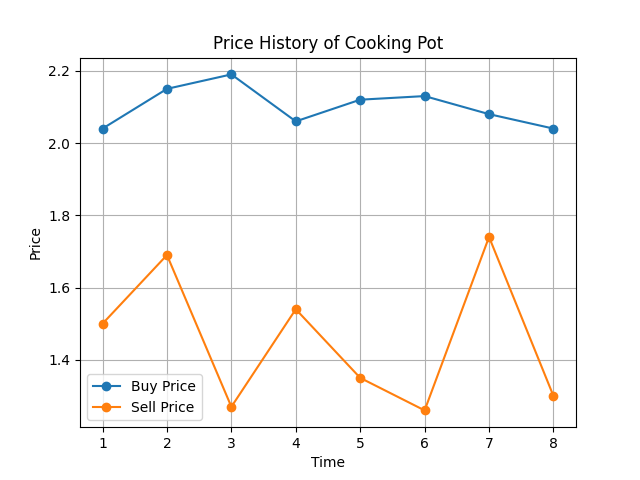 Price History of Cooking Pot
Price
2.2
2.0
1.8
1.6
1.4
Buy Price
Sell Price
1 2 3 4 5 6 7 8
Time